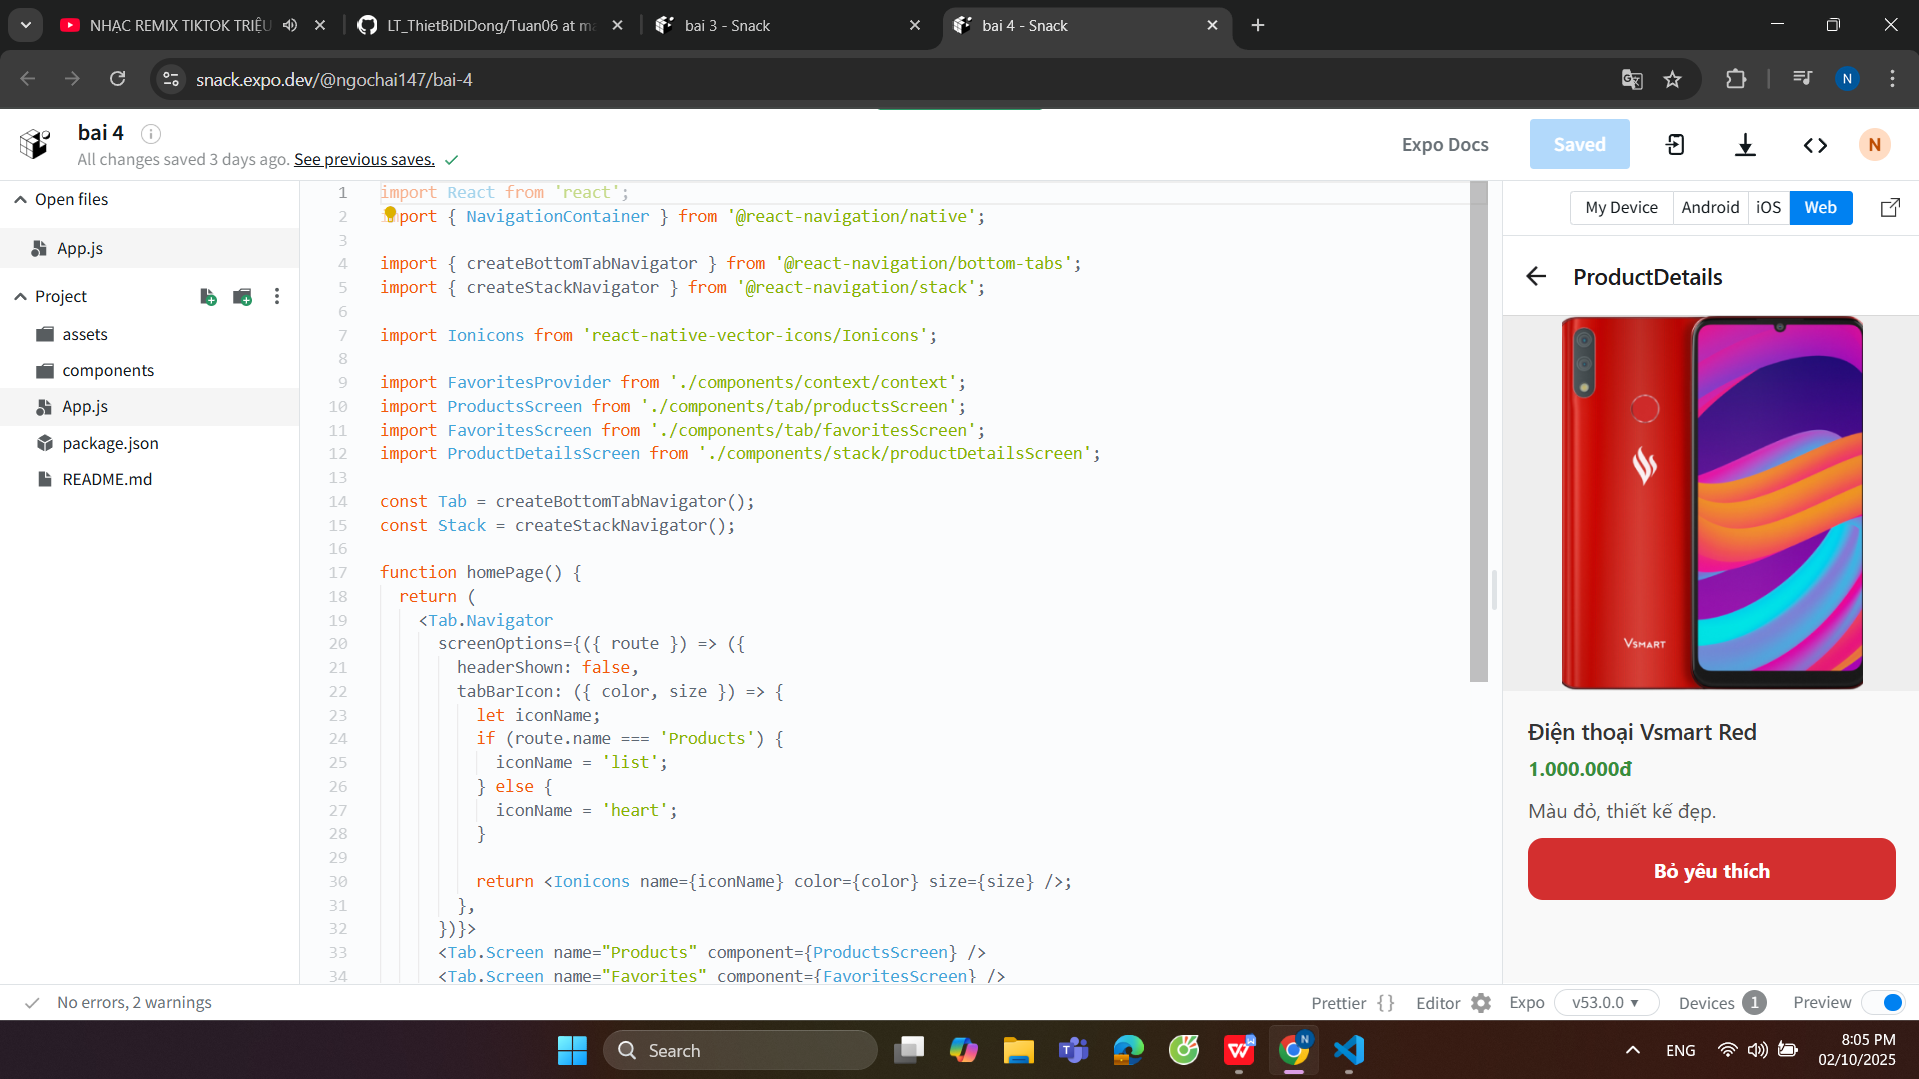 NHẠC REMIX TIKTOK TRIỆU
LT_ThietBiDiDong/Tuan06 at ma
bai 3 - Snack
bai 4 - Snack
snack.expo.dev/@ngochai147/bai-4
N
bai 4
All changes saved 3 days ago. See previous saves.
Expo Docs
Saved
N
Open files
App.js
Project
assets
components
App.js
package.json
README.md
1 import React from 'react';
2 import { NavigationContainer } from '@react-navigation/native';
3
4 import { createBottomTabNavigator } from '@react-navigation/bottom-tabs';
5 import { createStackNavigator } from '@react-navigation/stack';
6
7 import Ionicons from 'react-native-vector-icons/Ionicons';
8
9 import FavoritesProvider from './components/context/context';
10 import ProductsScreen from './components/tab/productsScreen';
11 import FavoritesScreen from './components/tab/favoritesScreen';
12 import ProductDetailsScreen from './components/stack/productDetailsScreen';
13
14 const Tab = createBottomTabNavigator();
15 const Stack = createStackNavigator();
16
17 function homePage() {
18 return (
19 <Tab.Navigator
20 screenOptions={({ route }) => ({
21 headerShown: false,
22 tabBarIcon: ({ color, size }) => {
23 let iconName;
24 if (route.name === 'Products') {
25 iconName = 'list';
26 } else {
27 iconName = 'heart';
28 }
29
30 return <Ionicons name={iconName} color={color} size={size} />;
31 },
32 })}>
33 <Tab.Screen name="Products" component={ProductsScreen} />
34 <Tab.Screen name="Favorites" component={FavoritesScreen} />
My Device Android iOS Web
ProductDetails
VSMART
Điện thoại Vsmart Red
1.000.000đ
Màu đỏ, thiết kế đẹp.
Bỏ yêu thích
No errors, 2 warnings
Prettier { } Editor Expo v53.0.0 Devices 1 Preview
Search
N
ENG
8:05 PM
02/10/2025